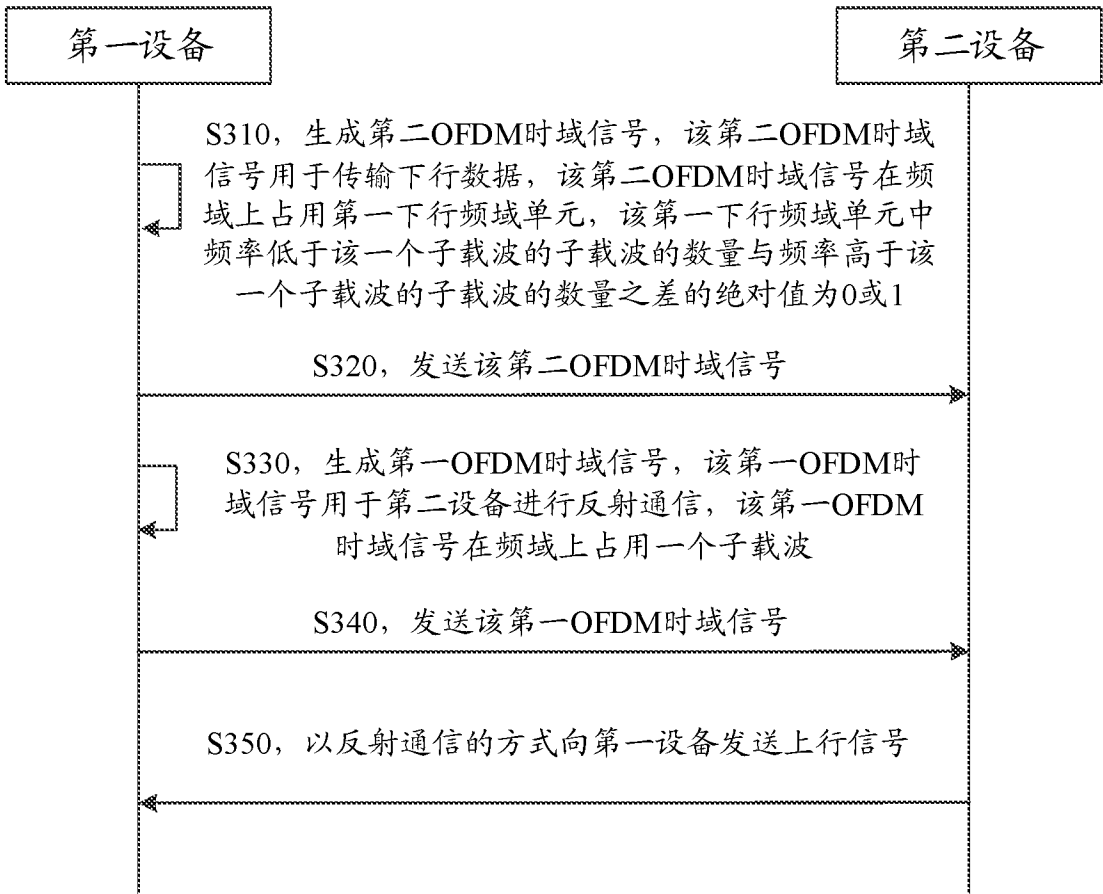 第一设备
第二设备
S310，生成第二OFDM时域信号，该第二OFDM时域
信号用于传输下行数据，该第二OFDM时域信号在频
域上占用第一下行频域单元，该第一下行频域单元中
频率低于该一个子载波的子载波的数量与频率高于该
一个子载波的子载波的数量之差的绝对值为0或1
S320，发送该第二OFDM时域信号
S330，生成第一OFDM时域信号，该第一OFDM时
域信号用于第二设备进行反射通信，该第一OFDM
时域信号在频域上占用一个子载波
S340，发送该第一OFDM时域信号
S350，以反射通信的方式向第一设备发送上行信号